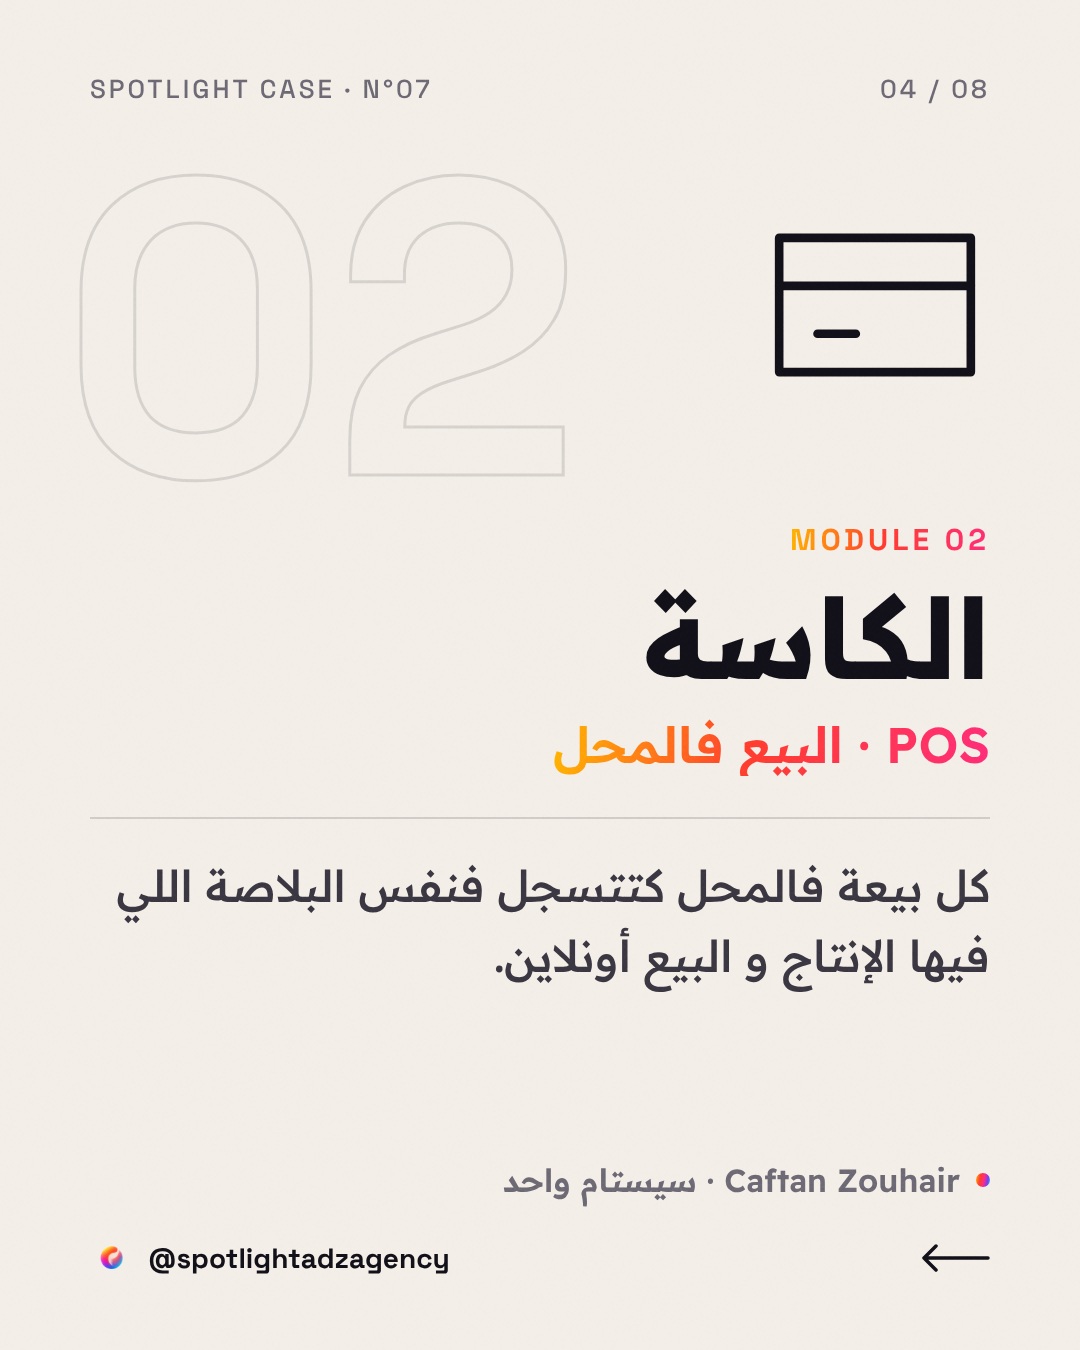 SPOTLIGHT CASE · N°07
04 / 08
02
MODULE 02
الكاسة
POS · البيع فالمحل
كل بيعة فالمحل كتتسجل فنفس البلاصة اللي
فيها الإنتاج و البيع أونلاين.
Caftan Zouhair · سيستام واحد
@spotlightadzagency